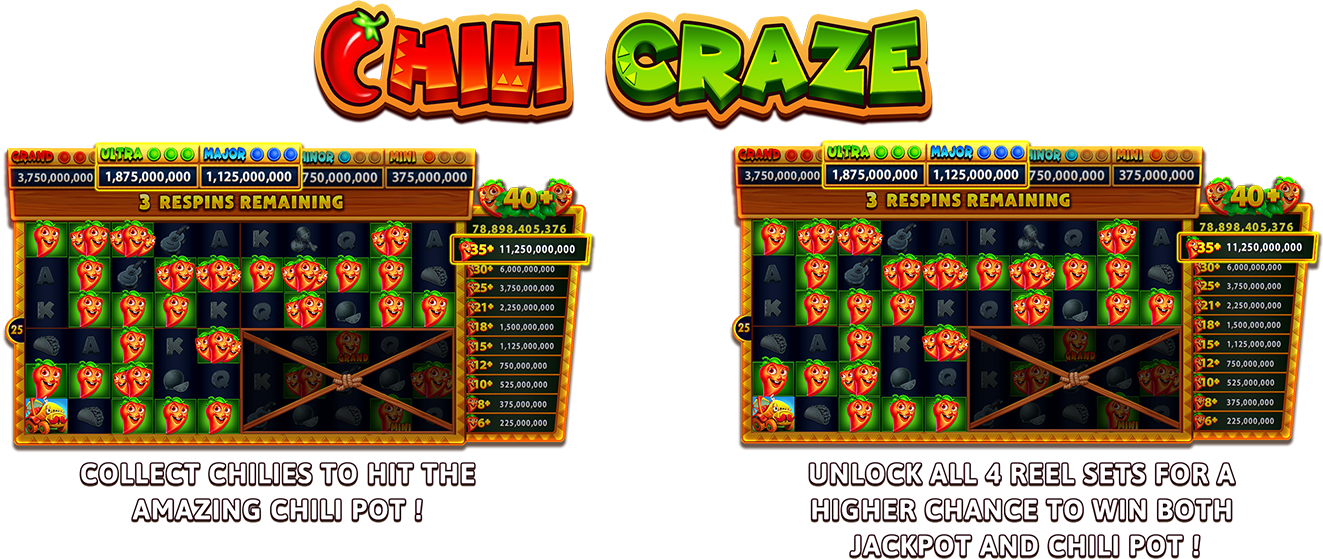 CHILI CRAZE
GRAND ULTRA MAJOR MINOR MINI
3,750,000,000 1,875,000,000 1,125,000,000 750,000,000 375,000,000
3 RESPINS REMAINING
40+
78,898,405,376
35+ 11,250,000,000
30+ 6,000,000,000
25+ 3,750,000,000
21+ 2,250,000,000
18+ 1,500,000,000
15+ 1,125,000,000
12+ 750,000,000
10+ 525,000,000
8+ 375,000,000
6+ 225,000,000
A K Q A
A K
K K Q
25
A K GRAND
Q K
A MINI
COLLECT CHILIES TO HIT THE
AMAZING CHILI POT !
GRAND ULTRA MAJOR MINOR MINI
3,750,000,000 1,875,000,000 1,125,000,000 750,000,000 375,000,000
3 RESPINS REMAINING
40+
78,898,405,376
35+ 11,250,000,000
30+ 6,000,000,000
25+ 3,750,000,000
21+ 2,250,000,000
18+ 1,500,000,000
15+ 1,125,000,000
12+ 750,000,000
10+ 525,000,000
8+ 375,000,000
6+ 225,000,000
A K Q A
A K
K K Q
25
A K GRAND
Q K
A MINI
UNLOCK ALL 4 REEL SETS FOR A
HIGHER CHANCE TO WIN BOTH
JACKPOT AND CHILI POT !